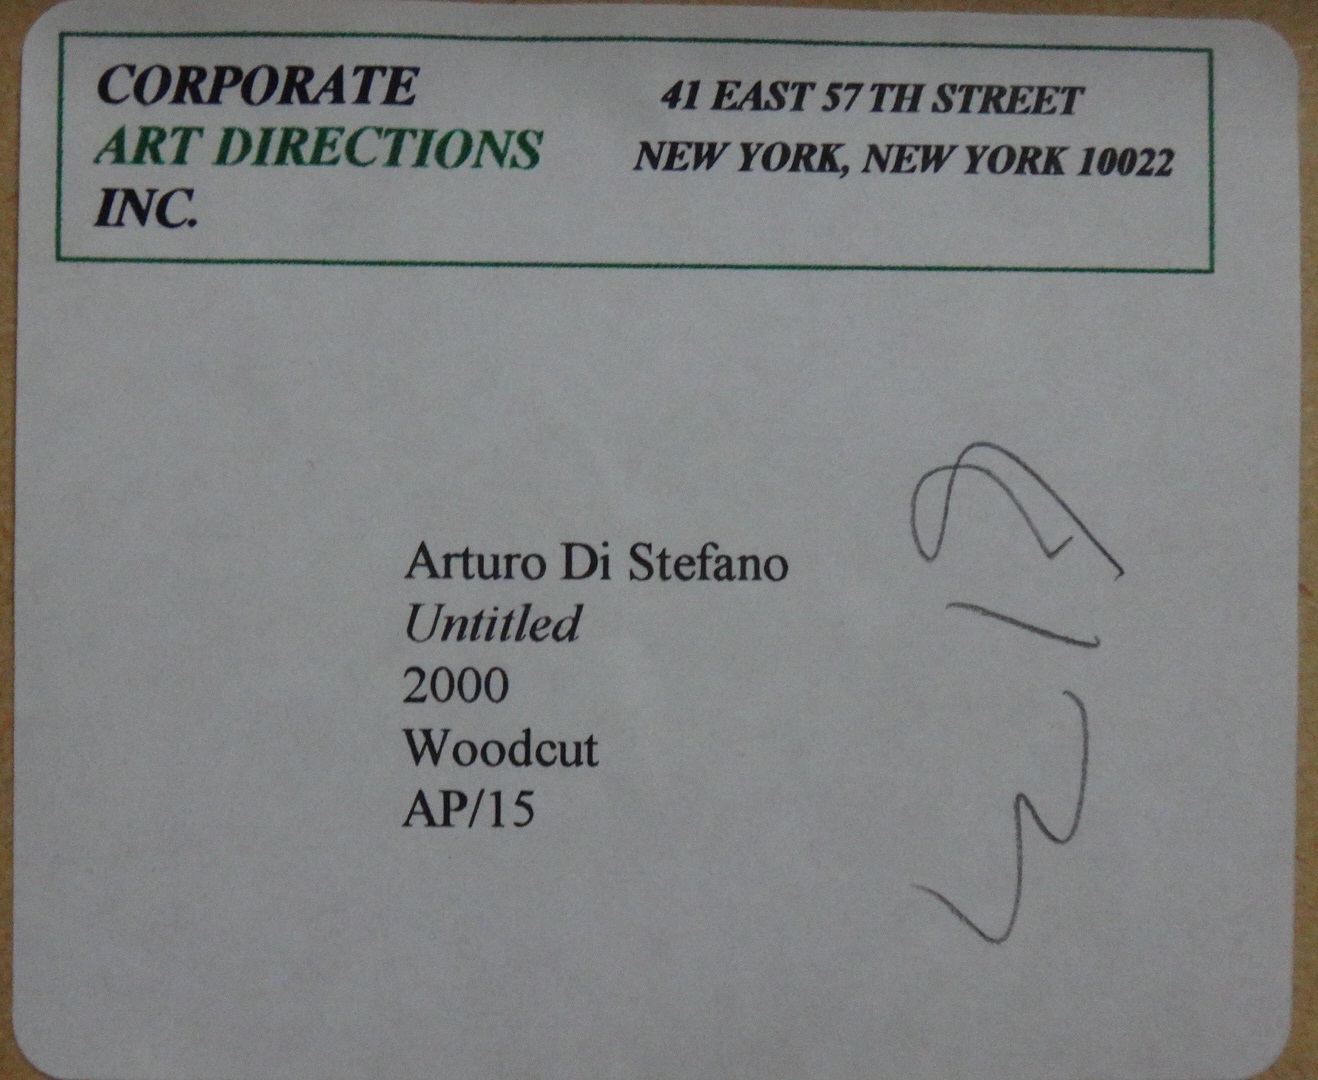 CORPORATE
ART DIRECTIONS
INC.
41 EAST 57 TH STREET
NEW YORK, NEW YORK 10022
Arturo Di Stefano
Untitled
2000
Woodcut
AP/15